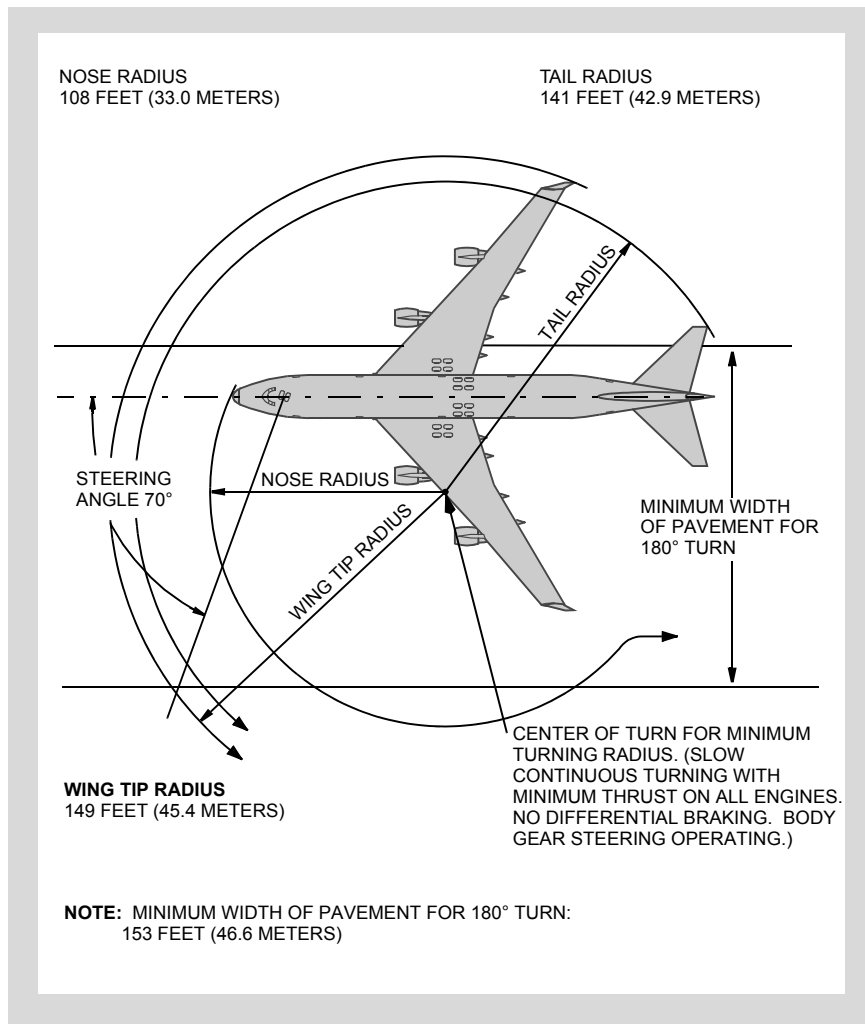 NOSE RADIUS
108 FEET (33.0 METERS)
TAIL RADIUS
141 FEET (42.9 METERS)
TAIL RADIUS
STEERING
ANGLE 70°
NOSE RADIUS
WING TIP RADIUS
MINIMUM WIDTH
OF PAVEMENT FOR
180° TURN
CENTER OF TURN FOR MINIMUM
TURNING RADIUS. (SLOW
CONTINUOUS TURNING WITH
MINIMUM THRUST ON ALL ENGINES.
NO DIFFERENTIAL BRAKING. BODY
GEAR STEERING OPERATING.)
WING TIP RADIUS
149 FEET (45.4 METERS)
NOTE: MINIMUM WIDTH OF PAVEMENT FOR 180° TURN:
153 FEET (46.6 METERS)